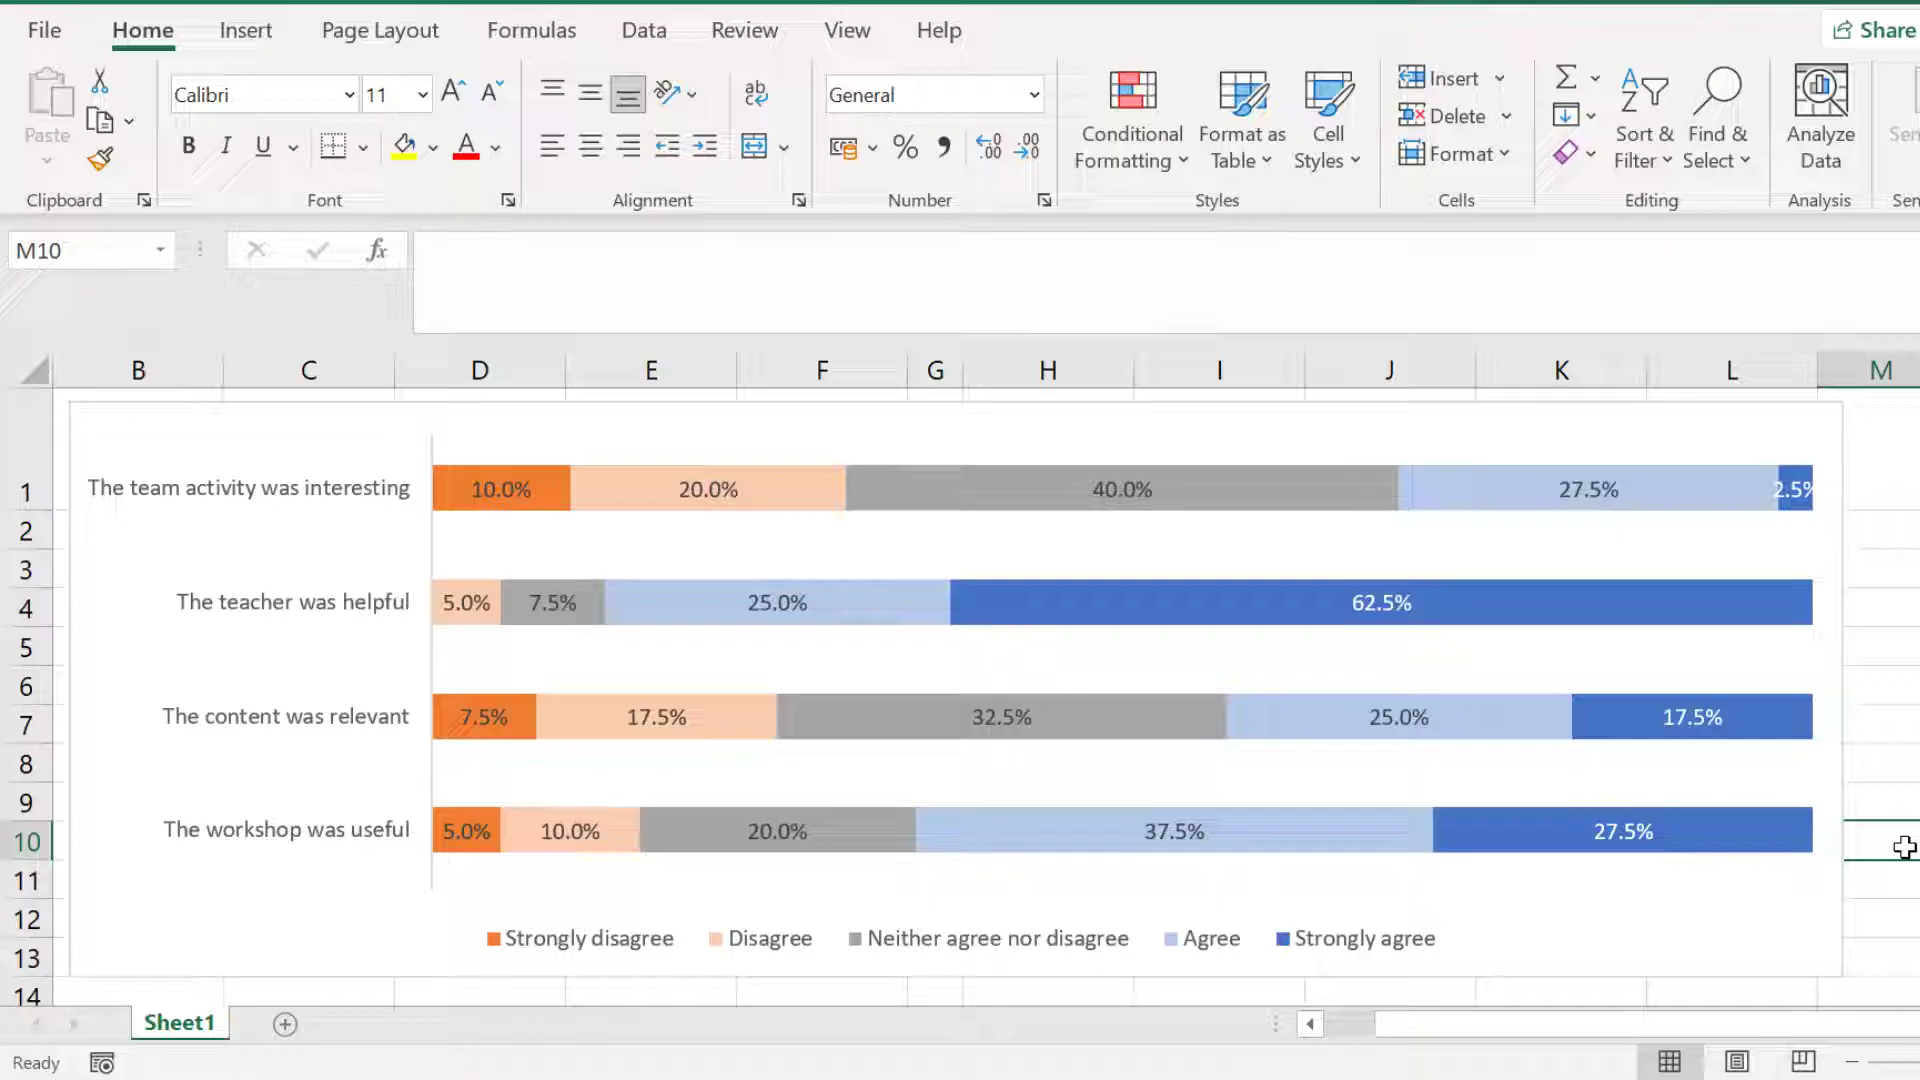 File Home Insert Page Layout Formulas Data Review View Help Share
Calibri 11 General
Paste
B I U
Conditional Formatting
Format as Table
Cell Styles
Insert
Delete
Format
Sort & Filter
Find & Select
Analyze Data
Clipboard Font Alignment Number Styles Cells Editing Analysis
M10 fx
B C D E F G H I J K L M
1
2
3
4
5
6
7
8
9
10
11
12
13
14
The team activity was interesting 10.0% 20.0% 40.0% 27.5% 2.5%
The teacher was helpful 5.0% 7.5% 25.0% 62.5%
The content was relevant 7.5% 17.5% 32.5% 25.0% 17.5%
The workshop was useful 5.0% 10.0% 20.0% 37.5% 27.5%
Strongly disagree Disagree Neither agree nor disagree Agree Strongly agree
Sheet1
Ready